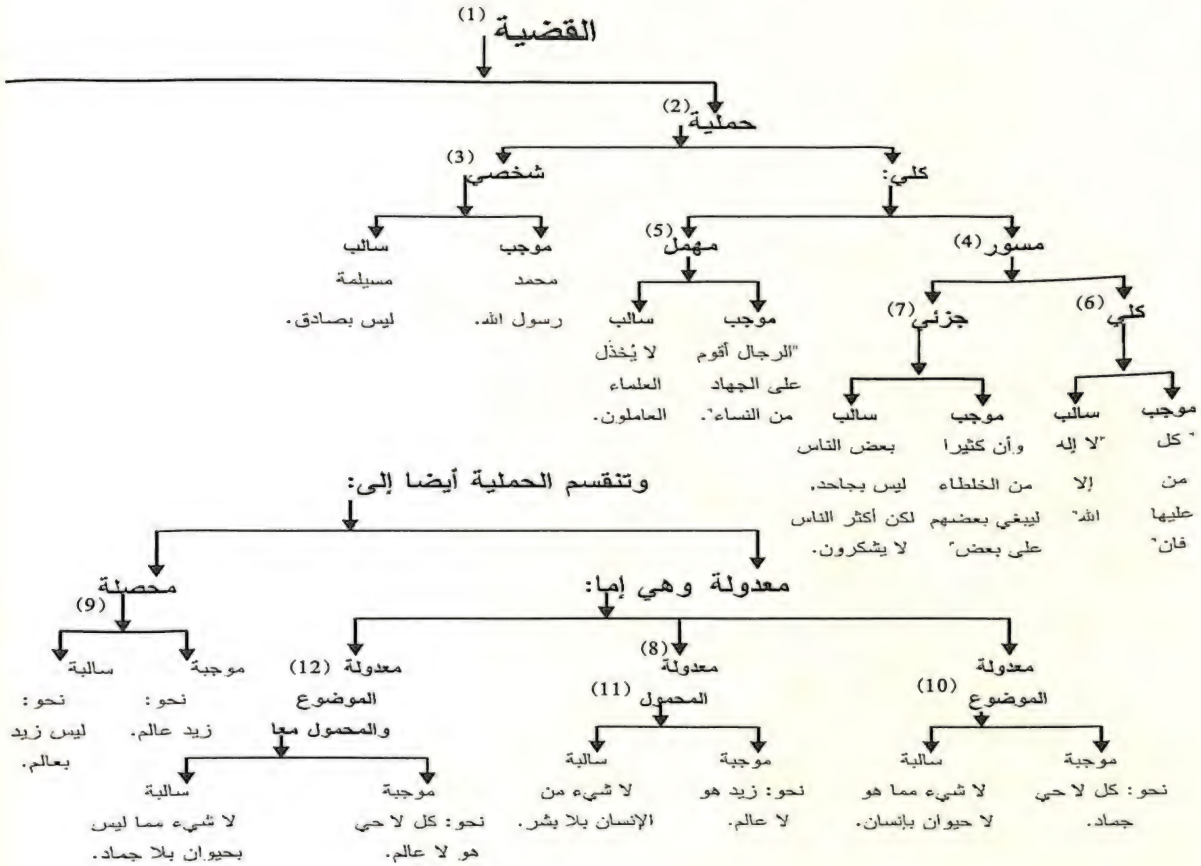 القضية (1)
حملية (2)
كلي:
شخصي (3)
مسور (4)
مهمل (5)
موجب
سالب
محمد
مسيلمة
رسول الله.
ليس بصادق.
كلي (6)
جزئي (7)
موجب
سالب
"الرجال أقوم
لا يُخذَل
على الجهاد
العلماء
من النساء".
العاملون.
موجب
سالب
موجب
سالب
"كل
"لا إله
وأن كثيرا
بعض الناس
من
إلا
من الخلطاء
ليس بجاحد.
عليها
الله"
ليبغي بعضهم
لكن أكثر الناس
فان"
على بعض"
لا يشكرون.
وتنقسم الحملية أيضا إلى:
معدولة وهي إما:
محصلة
(9)
معدولة
الموضوع (10)
معدولة (8)
المحمول (11)
معدولة (12)
الموضوع
والمحمول معا
موجبة
سالبة
نحو:
نحو:
زيد عالم.
ليس زيد
بعالم.
موجبة
سالبة
نحو: كل لا حي
لا شيء مما هو
جماد.
لا حيوان بإنسان.
موجبة
سالبة
نحو: زيد هو
لا شيء من
لا عالم.
الإنسان بلا بشر.
موجبة
سالبة
نحو: كل لا حي
لا شيء مما ليس
هو لا عالم.
بحيوان بلا جماد.